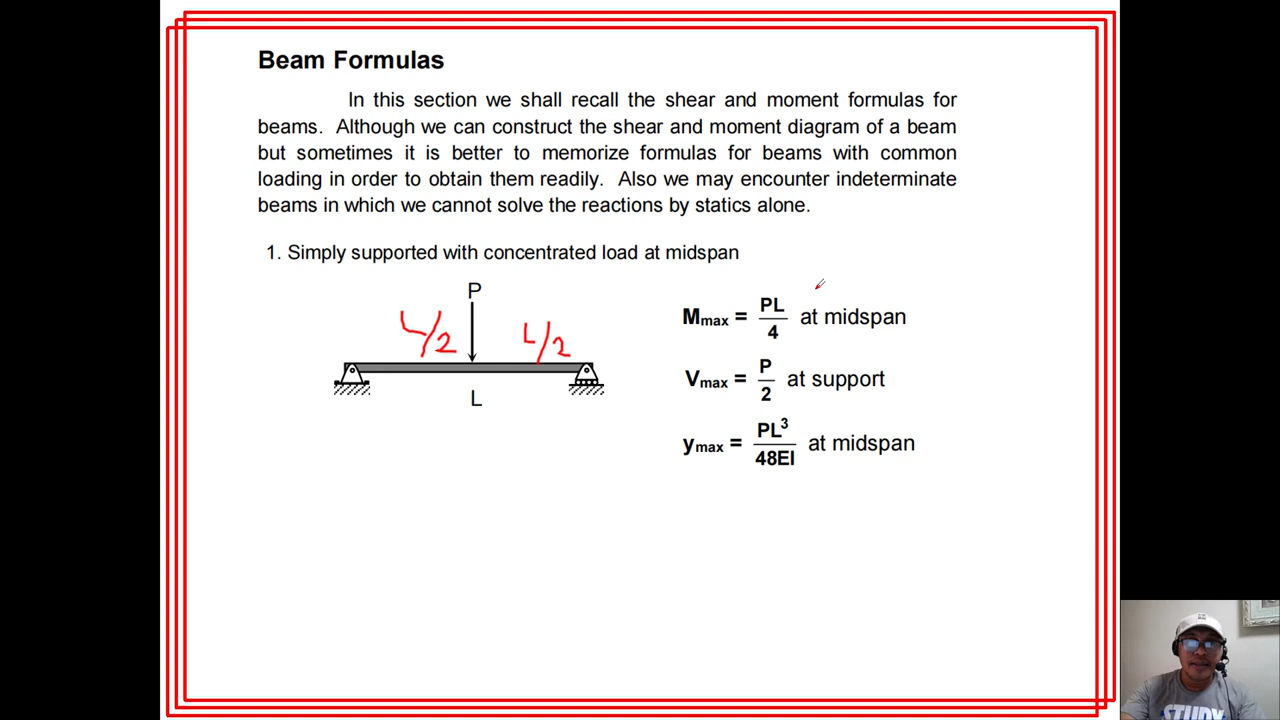 Beam Formulas
In this section we shall recall the shear and moment formulas for
beams. Although we can construct the shear and moment diagram of a beam
but sometimes it is better to memorize formulas for beams with common
loading in order to obtain them readily. Also we may encounter indeterminate
beams in which we cannot solve the reactions by statics alone.
1. Simply supported with concentrated load at midspan
P
L/2 L/2
L
Mmax = PL/4 at midspan
Vmax = P/2 at support
ymax = PL³/48EI at midspan
STUDY